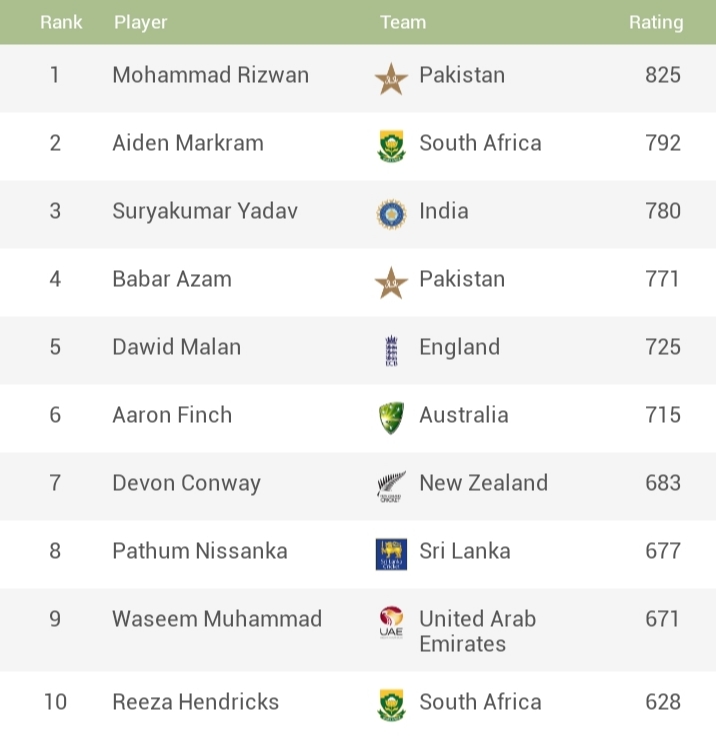 Rank Player Team Rating
1 Mohammad Rizwan Pakistan 825
2 Aiden Markram South Africa 792
3 Suryakumar Yadav India 780
4 Babar Azam Pakistan 771
5 Dawid Malan England 725
6 Aaron Finch Australia 715
7 Devon Conway New Zealand 683
8 Pathum Nissanka Sri Lanka 677
9 Waseem Muhammad UAE United Arab 671
Emirates
10 Reeza Hendricks South Africa 628